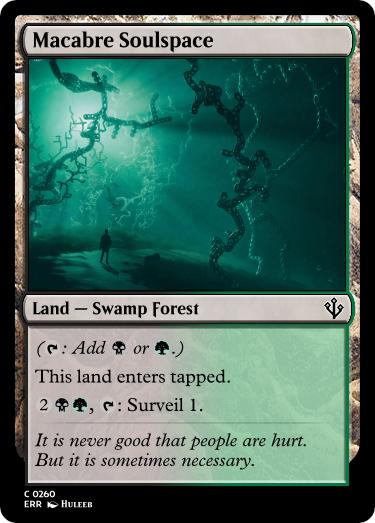 Macabre Soulspace
Land — Swamp Forest
(: Add or .)
This land enters tapped.
2 , : Surveil 1.
It is never good that people are hurt.
But it is sometimes necessary.
C 0260
ERR Huleeb